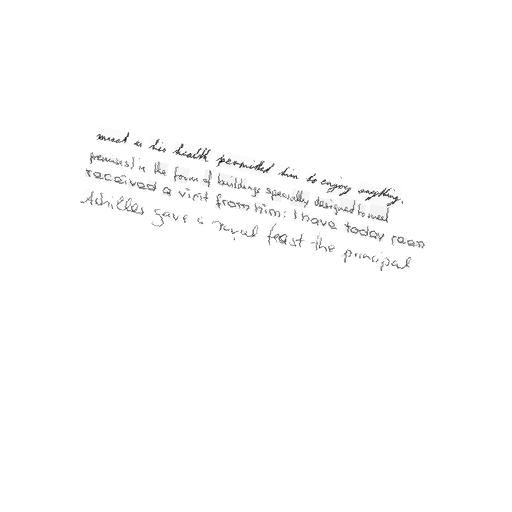 much as his health permitted him to enjoy anything.
premises) in the form of buildings specially designed to meet
received a visit from him: I have today seen
Achilles gave a royal feast the principal